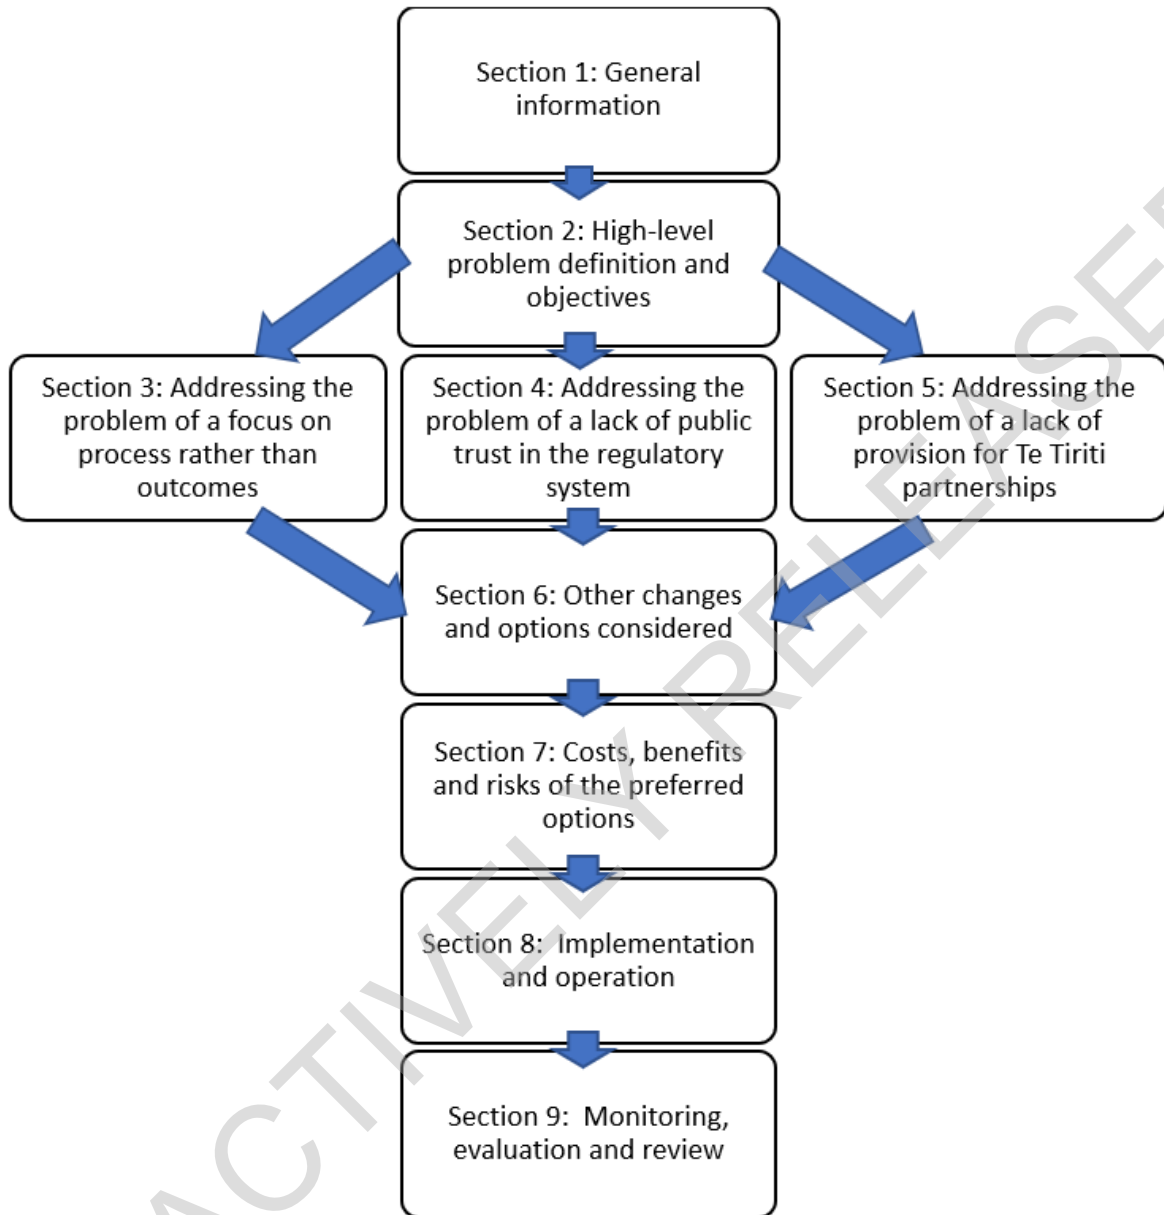 Section 1: General
information
Section 2: High-level
problem definition and
objectives
Section 3: Addressing the
problem of a focus on
process rather than
outcomes
Section 4: Addressing the
problem of a lack of public
trust in the regulatory
system
Section 5: Addressing the
problem of a lack of
provision for Te Tiriti
partnerships
Section 6: Other changes
and options considered
Section 7: Costs, benefits
and risks of the preferred
options
Section 8: Implementation
and operation
Section 9: Monitoring,
evaluation and review
ACTIVELY RELEASE